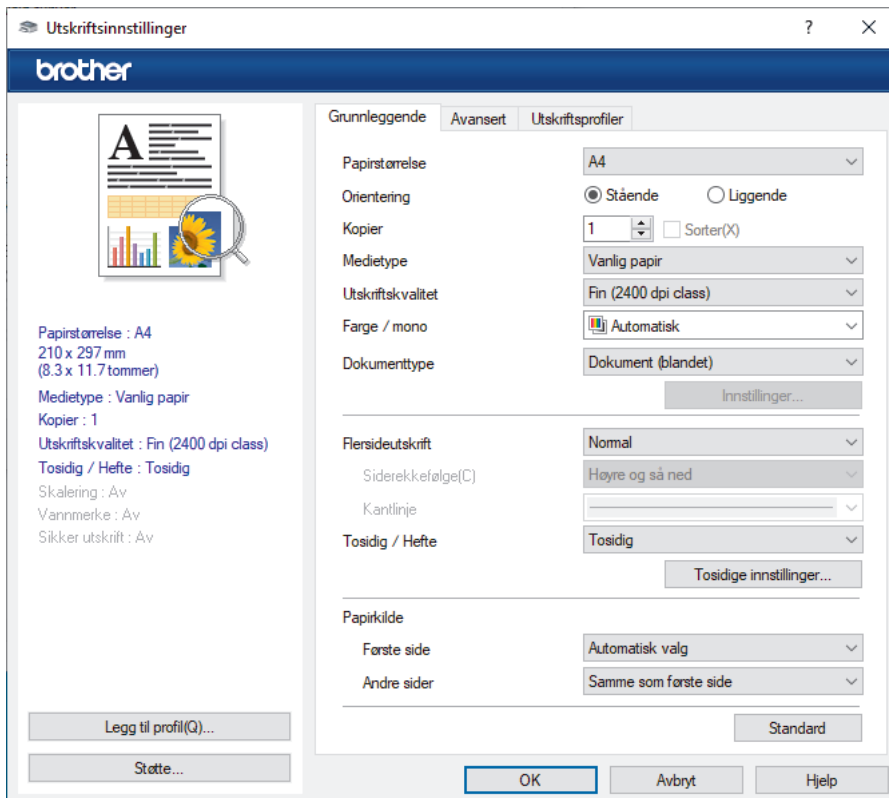 Utskriftsinnstillinger
brother
A
Papirstørrelse : A4
210 x 297 mm
(8.3 x 11.7 tommer)
Medietype : Vanlig papir
Kopier : 1
Utskriftskvalitet : Fin (2400 dpi class)
Tosidig / Hefte : Tosidig
Skalering : Av
Vannmerke : Av
Sikker utskrift : Av
Legg til profil(Q)...
Støtte...
Grunnleggende Avansert Utskriftsprofiler
Papirstørrelse A4
Orientering Stående Liggende
Kopier 1 Sorter(X)
Medietype Vanlig papir
Utskriftskvalitet Fin (2400 dpi class)
Farge / mono Automatisk
Dokumenttype Dokument (blandet)
Innstillinger...
Flersideutskrift Normal
Siderekkefølge(C) Høyre og så ned
Kantlinje
Tosidig / Hefte Tosidig
Tosidige innstillinger...
Papirkilde
Første side Automatisk valg
Andre sider Samme som første side
Standard
OK Avbryt Hjelp